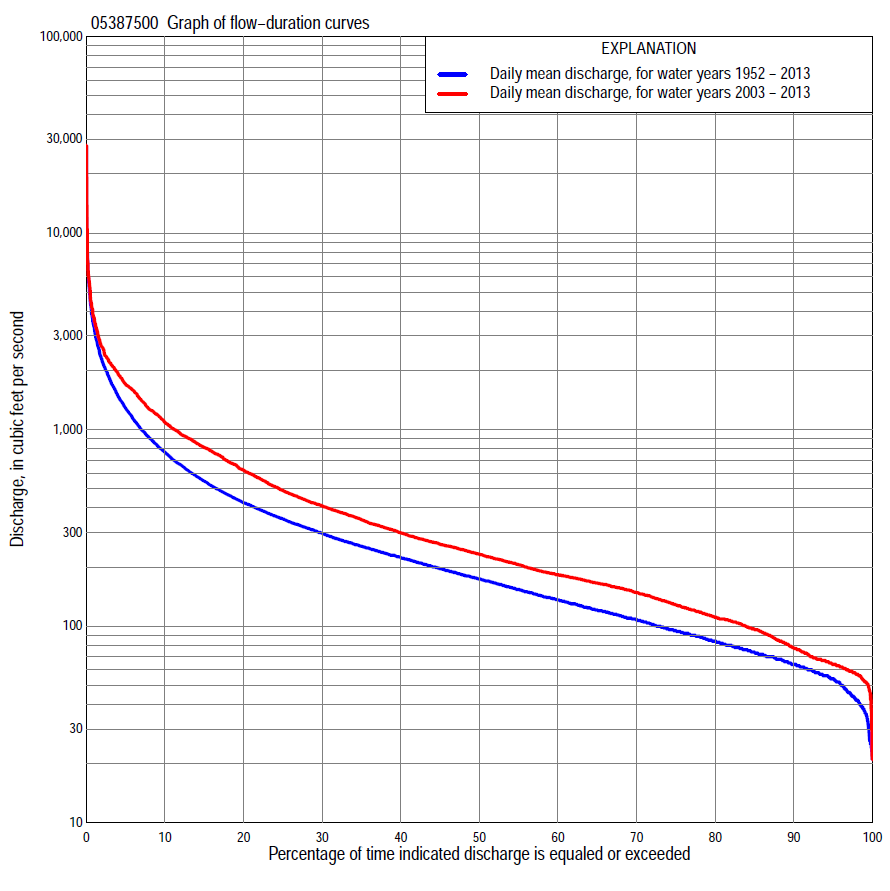 05387500 Graph of flow−duration curves
EXPLANATION
Daily mean discharge, for water years 1952 − 2013
Daily mean discharge, for water years 2003 − 2013
Discharge, in cubic feet per second
100,000
30,000
10,000
3,000
1,000
300
100
30
10
0 10 20 30 40 50 60 70 80 90 100
Percentage of time indicated discharge is equaled or exceeded